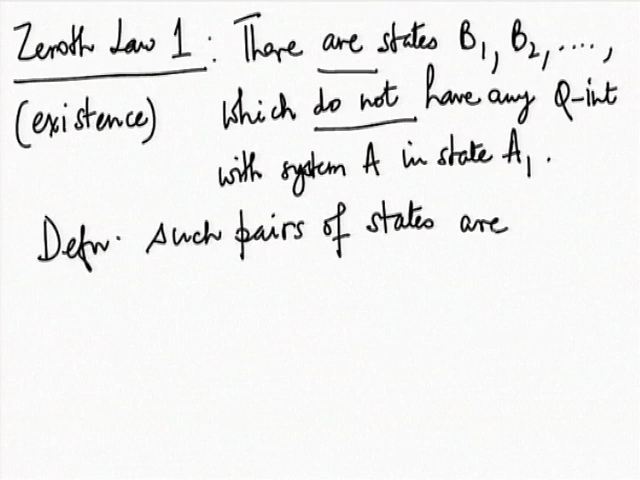 Zeroth Law 1 : There are states B1, B2, ....,
(existence) which do not have any Q-int
with system A in state A1.
Defn. such pairs of states are